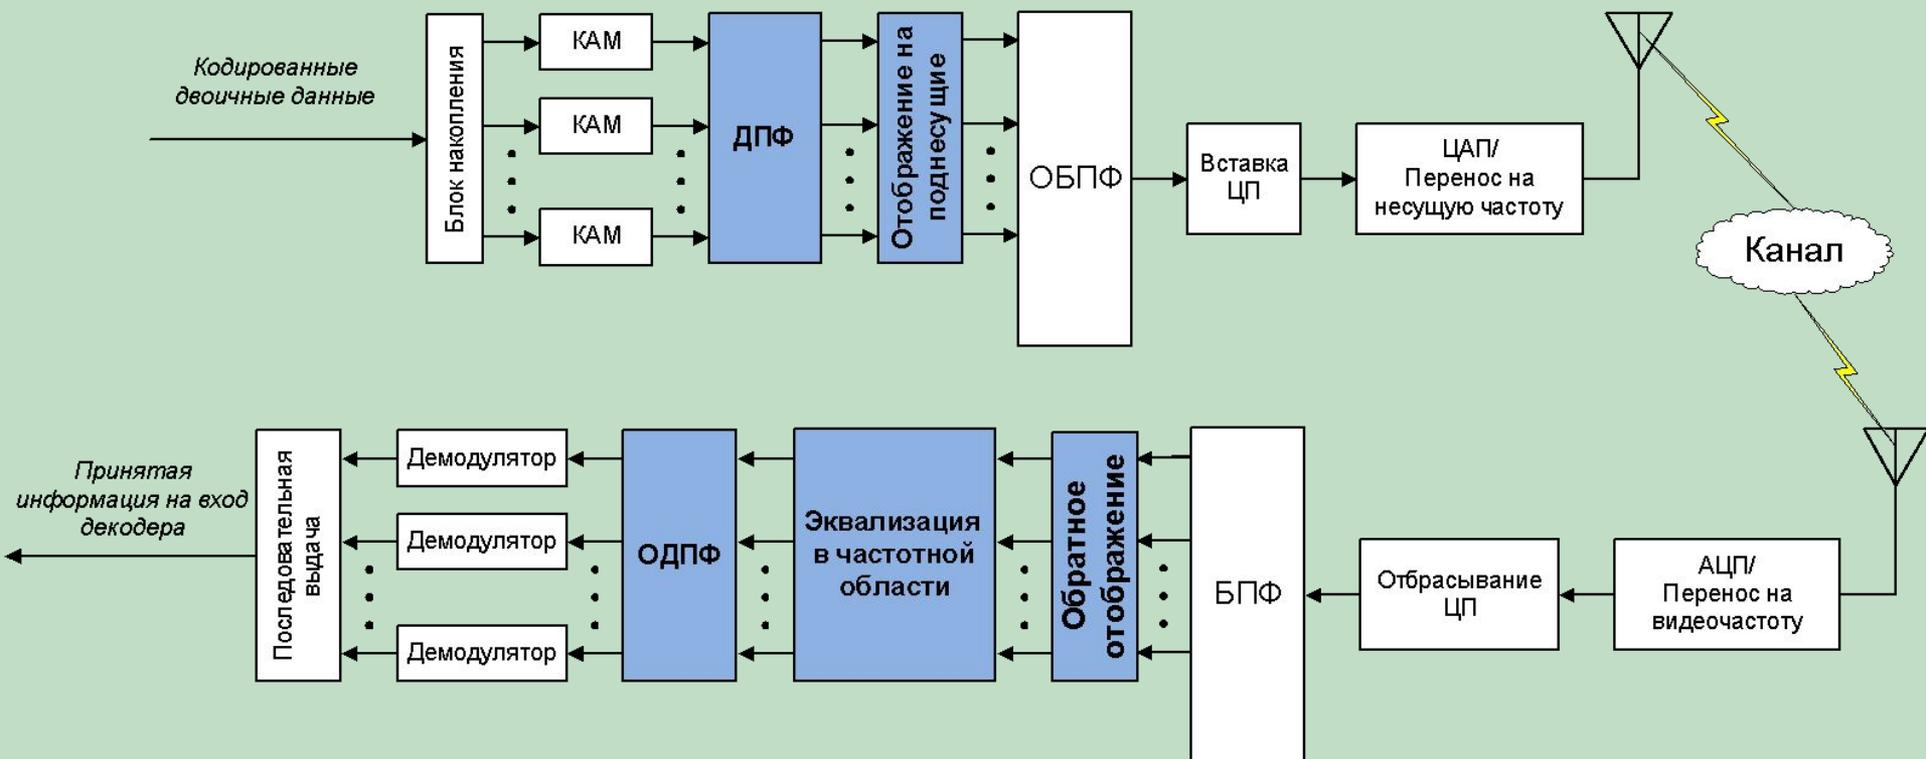 Кодированные
двоичные данные
Блок накопления
КАМ
КАМ
КАМ
ДПФ
Отображение на
поднесу щие
ОБПФ
Вставка
ЦП
ЦАП/
Перенос на
несущую частоту
Канал
Принятая
информация на вход
декодера
Последовательная
выдача
Демодулятор
Демодулятор
Демодулятор
ОДПФ
Эквализация
в частотной
области
Обратное
отображение
БПФ
Отбрасывание
ЦП
АЦП/
Перенос на
видеочастоту